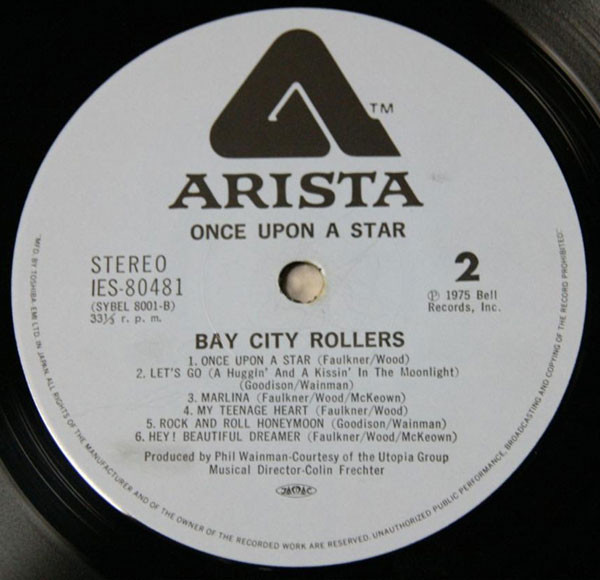 TM
ARISTA
ONCE UPON A STAR
STEREO
IES-80481
(SYBEL 8001-B)
33⅓ r. p. m.
2
Ⓟ 1975 Bell
Records, Inc.
BAY CITY ROLLERS
1. ONCE UPON A STAR (Faulkner/Wood)
2. LET'S GO (A Huggin' And A Kissin' In The Moonlight)
(Goodison/Wainman)
3. MARLINA (Faulkner/Wood/McKeown)
4. MY TEENAGE HEART (Faulkner/Wood)
5. ROCK AND ROLL HONEYMOON (Goodison/Wainman)
6. HEY! BEAUTIFUL DREAMER (Faulkner/Wood/McKeown)
Produced by Phil Wainman-Courtesy of the Utopia Group
Musical Director-Colin Frechter
"MF'D. BY TOSHIBA EMI LTD. IN JAPAN. ALL RIGHTS OF THE MANUFACTURER AND OF THE OWNER OF THE RECORDED WORK ARE RESERVED. UNAUTHORIZED PUBLIC PERFORMANCE, BROADCASTING AND COPYING OF THE RECORD PROHIBITED."